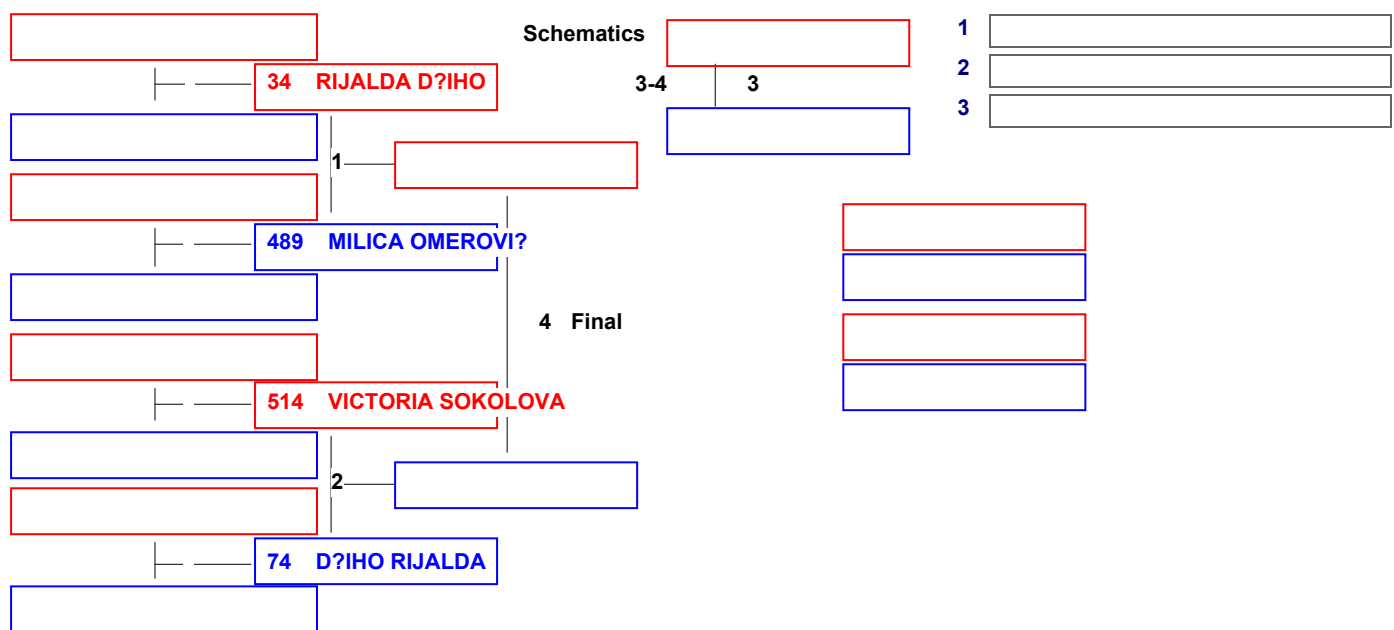 Schematics
1
2
3
34 RIJALDA D?IHO
3-4 3
1
489 MILICA OMEROVI?
4 Final
514 VICTORIA SOKOLOVA
2
74 D?IHO RIJALDA